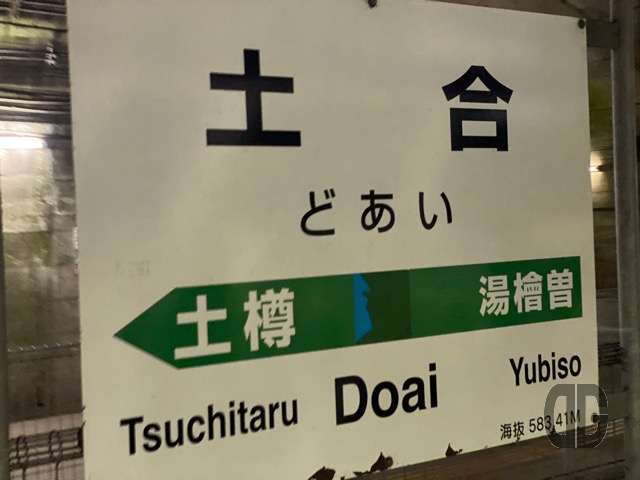 土合
どあい
土樽 湯檜曽
Tsuchitaru Doai Yubiso
海抜 583.41M